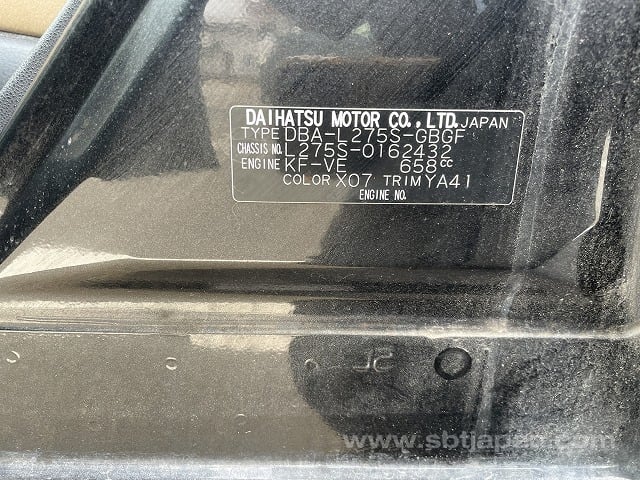 DAIHATSU MOTOR CO.,LTD. JAPAN
TYPE DBA-L275S-GBGF
CHASSIS NO. L275S-0162432
ENGINE KF-VE 658cc
COLOR X07 TRIM YA41
ENGINE NO.
www.sbtjapan.com